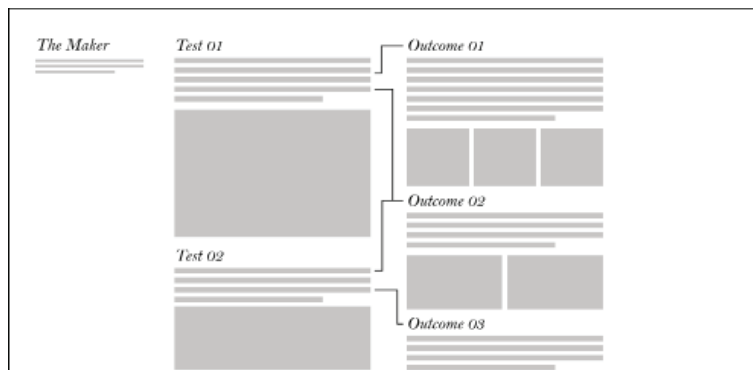 The Maker
Test 01
Test 02
Outcome 01
Outcome 02
Outcome 03